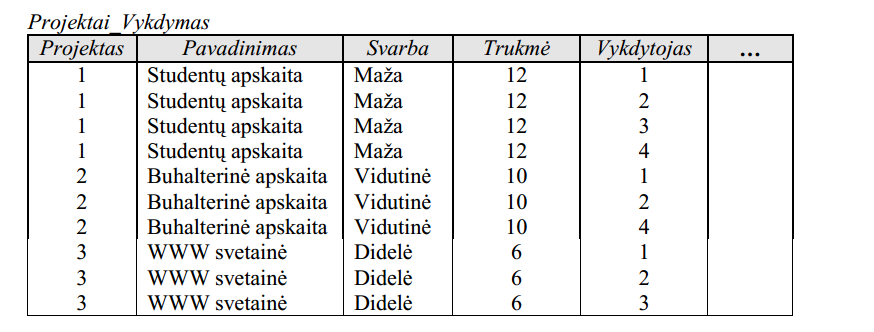 Projektai_Vykdymas
Projektas Pavadinimas Svarba Trukmė Vykdytojas ...
1 Studentų apskaita Maža 12 1
1 Studentų apskaita Maža 12 2
1 Studentų apskaita Maža 12 3
1 Studentų apskaita Maža 12 4
2 Buhalterinė apskaita Vidutinė 10 1
2 Buhalterinė apskaita Vidutinė 10 2
2 Buhalterinė apskaita Vidutinė 10 4
3 WWW svetainė Didelė 6 1
3 WWW svetainė Didelė 6 2
3 WWW svetainė Didelė 6 3